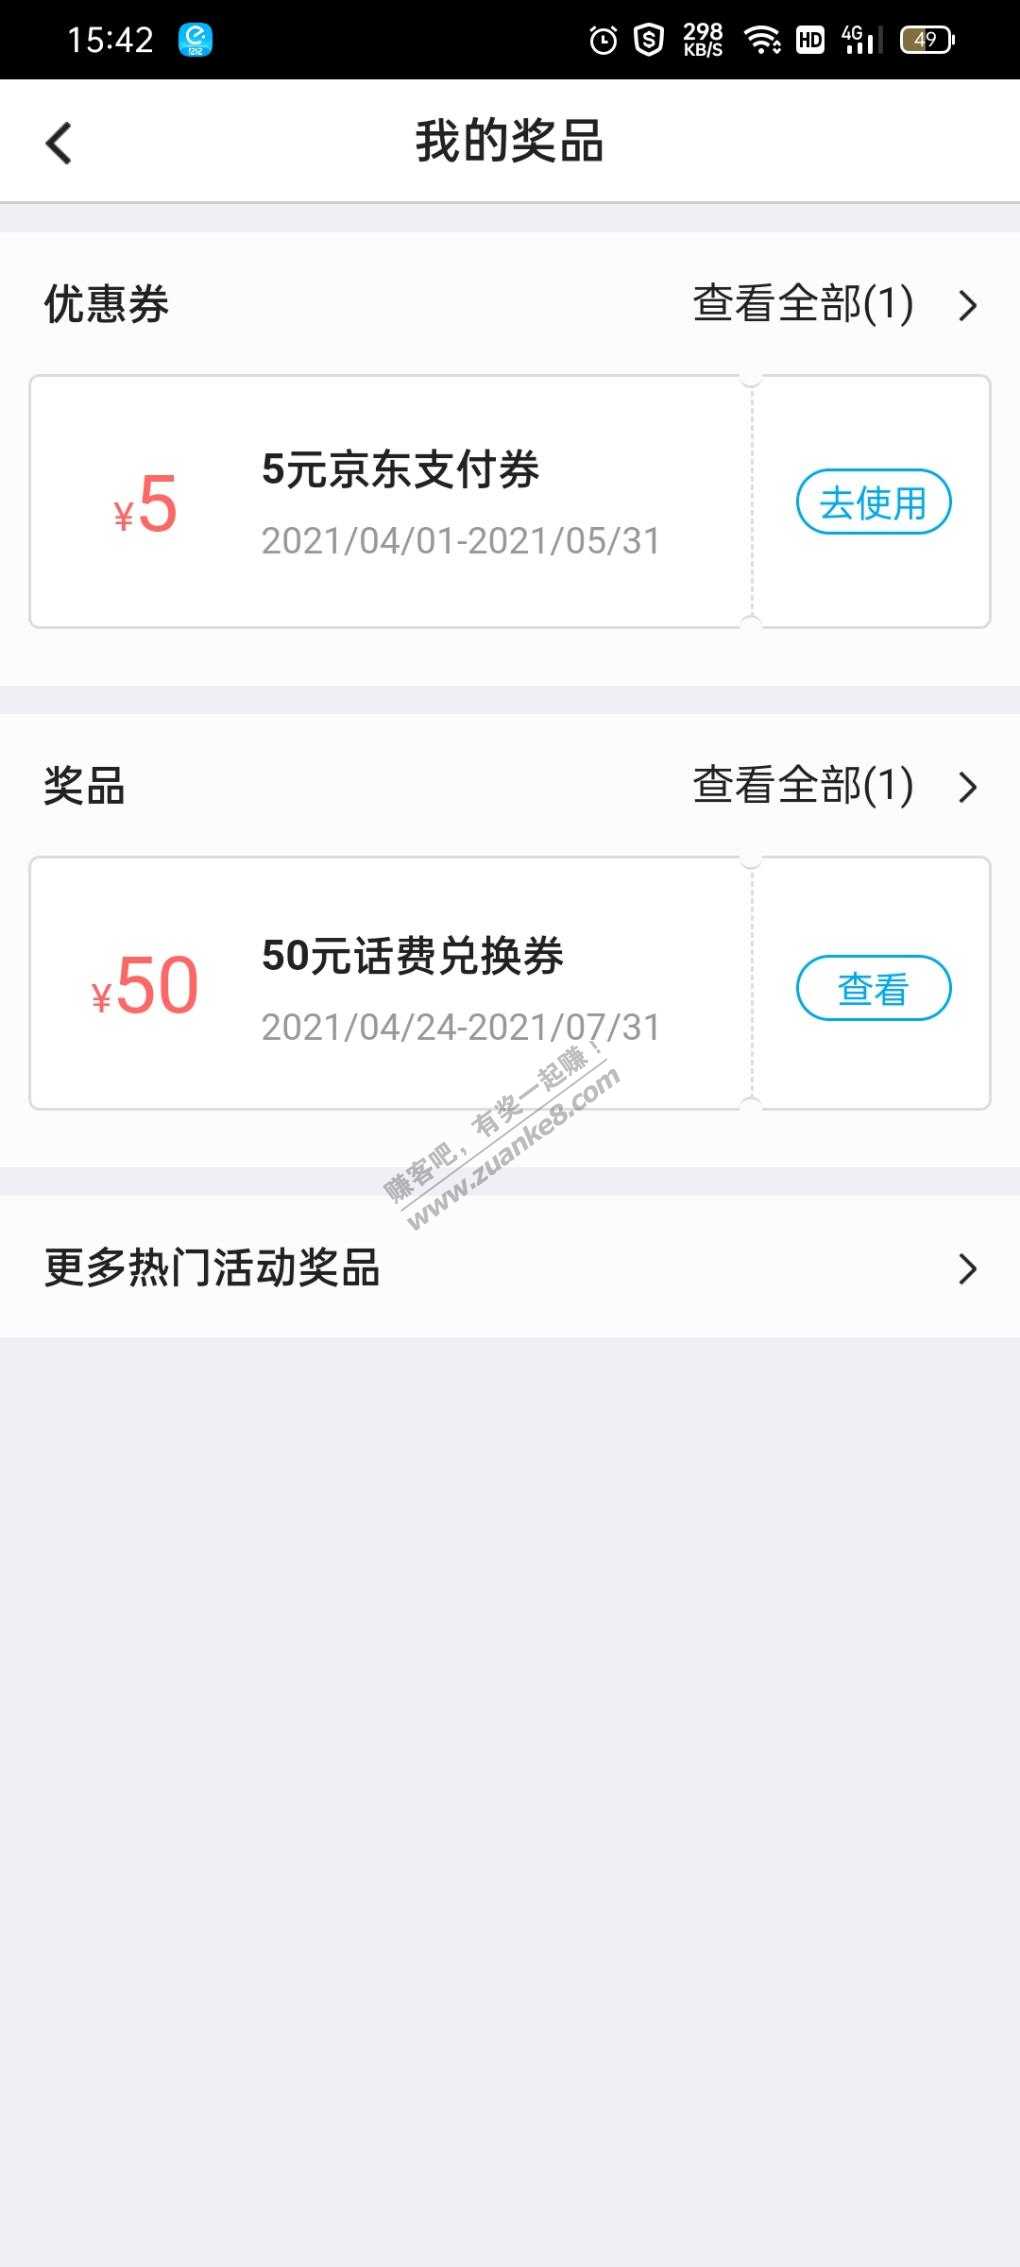 15:42
298
KB/S
HD
4G
49
我的奖品
优惠券
查看全部(1)
¥5
5元京东支付券
2021/04/01-2021/05/31
去使用
奖品
查看全部(1)
¥50
50元话费兑换券
2021/04/24-2021/07/31
查看
赚客吧，有奖一起赚！
www.zuanke8.com
更多热门活动奖品